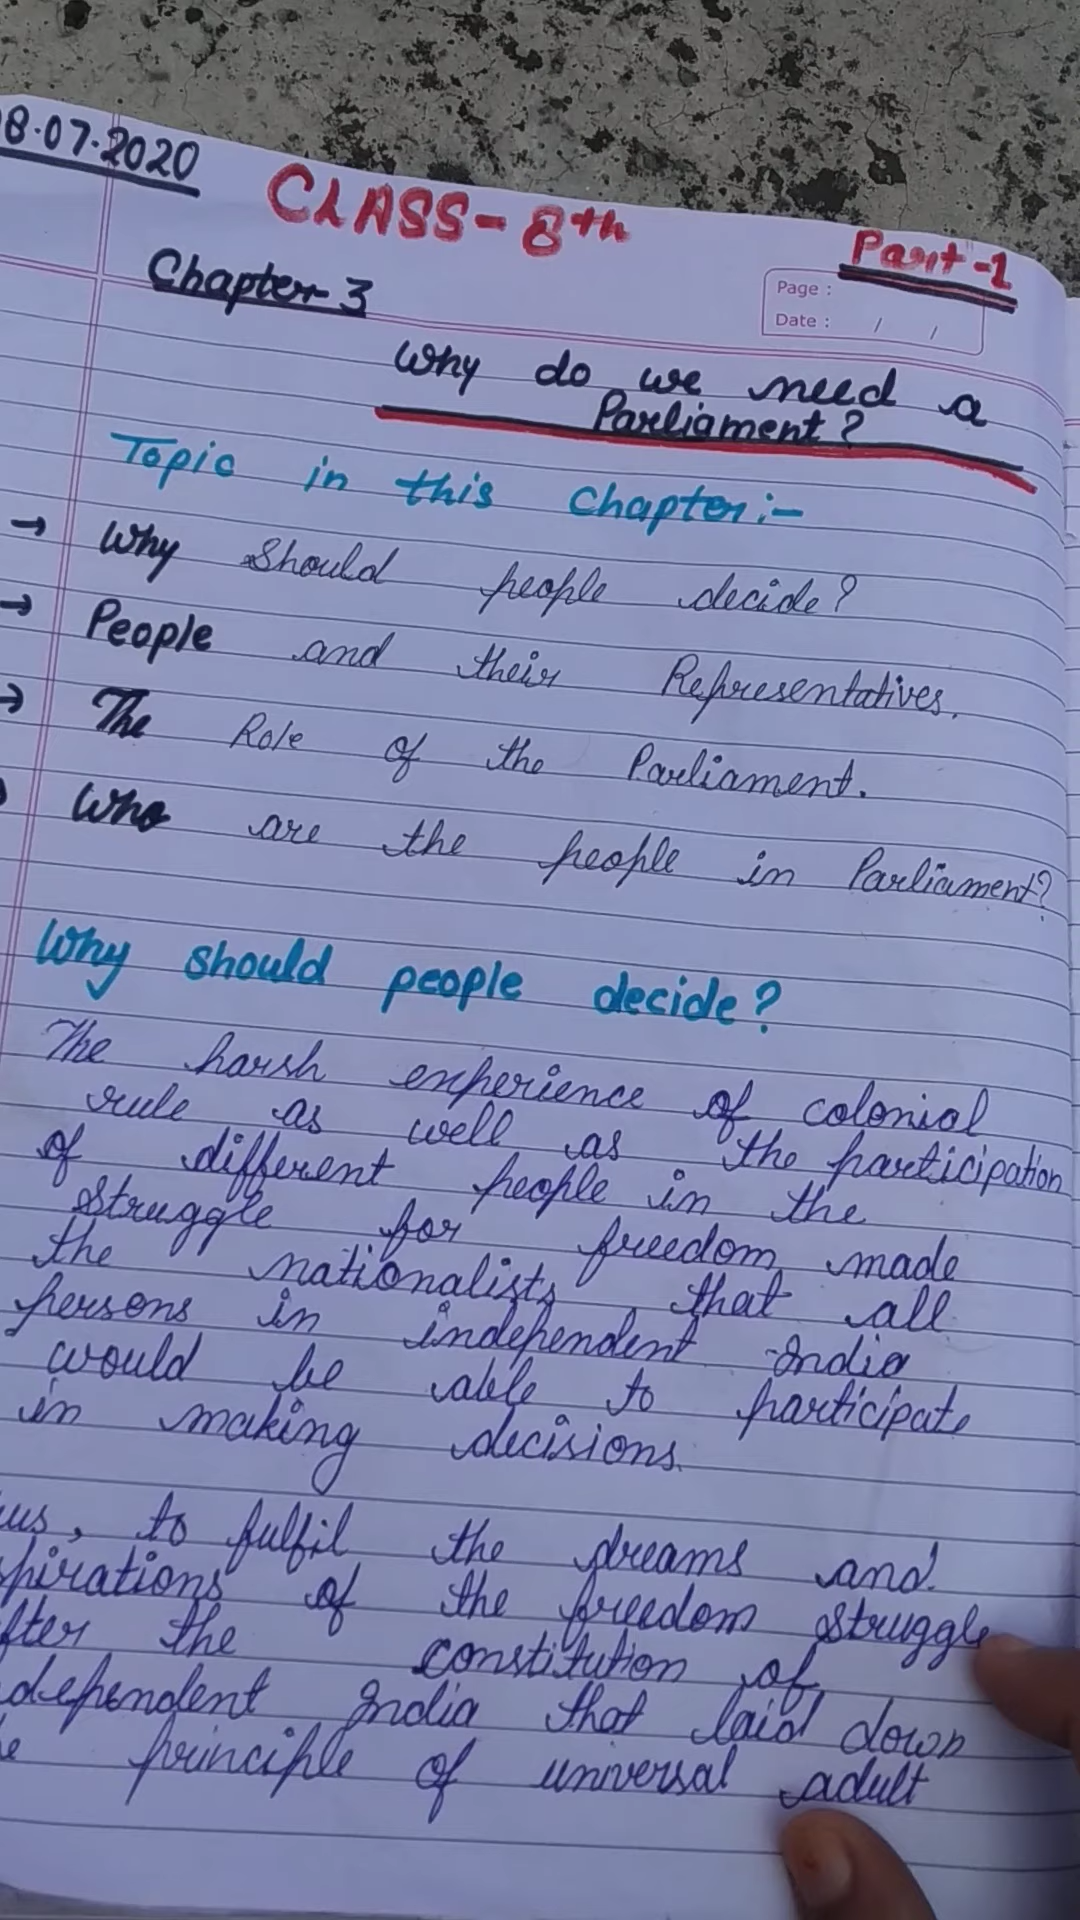 8.07.2020
CLASS-8th
Part-1
Chapter-3
Page :
Date : / /
Why do we need a
Parliament?
Topic in this Chapter:-
→ Why should people decide?
→ People and their Representatives.
→ The Role of the Parliament.
Who are the people in Parliament?
Why should people decide?
The harsh experience of colonial
rule as well as the participation
of different people in the
struggle for freedom made
the nationalists that all
persons in independent India
would be able to participate
in making decisions.
us, to fulfil the dreams and
pirations of the freedom struggle
fter the constitution of
dependent India that laid down
e principle of universal adult